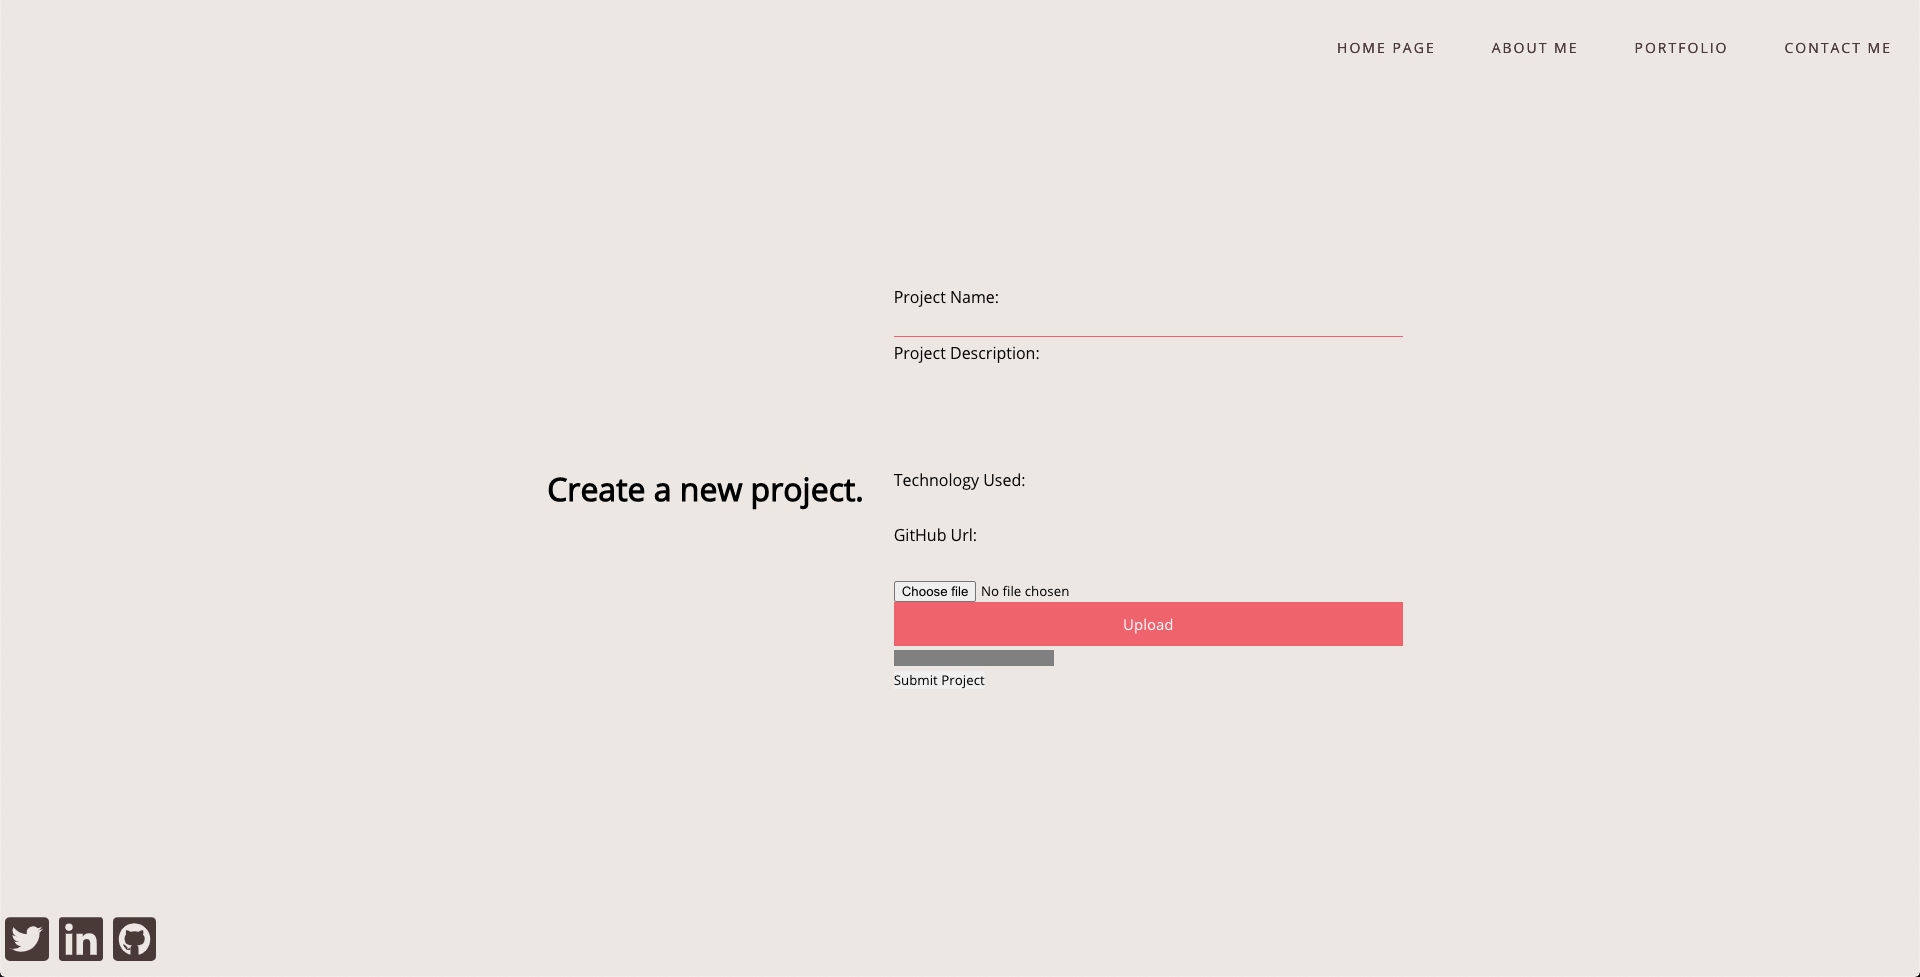 HOME PAGE ABOUT ME PORTFOLIO CONTACT ME
Project Name:
Project Description:
Create a new project.
Technology Used:
GitHub Url:
Choose file No file chosen
Upload
Submit Project
in